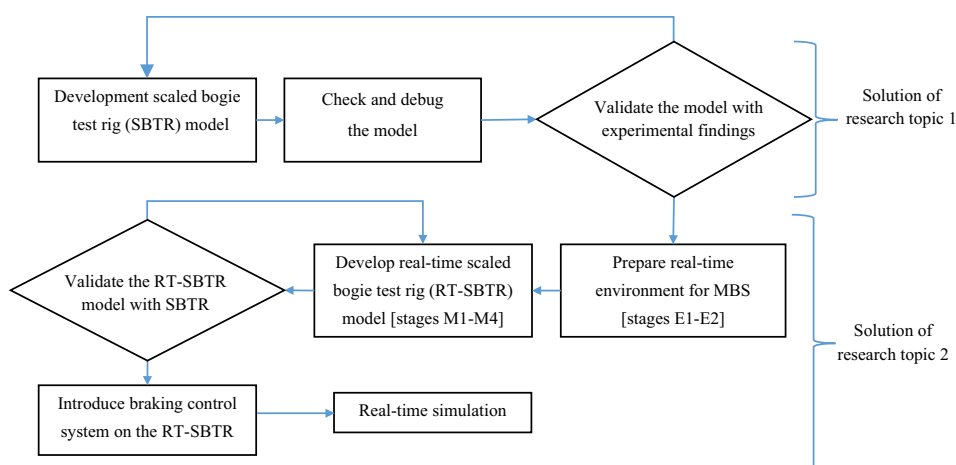 Development scaled bogie
test rig (SBTR) model
Check and debug
the model
Validate the model with
experimental findings
Solution of
research topic 1
Validate the RT-SBTR
model with SBTR
Develop real-time scaled
bogie test rig (RT-SBTR)
model [stages M1-M4]
Prepare real-time
environment for MBS
[stages E1-E2]
Solution of
research topic 2
Introduce braking control
system on the RT-SBTR
Real-time simulation